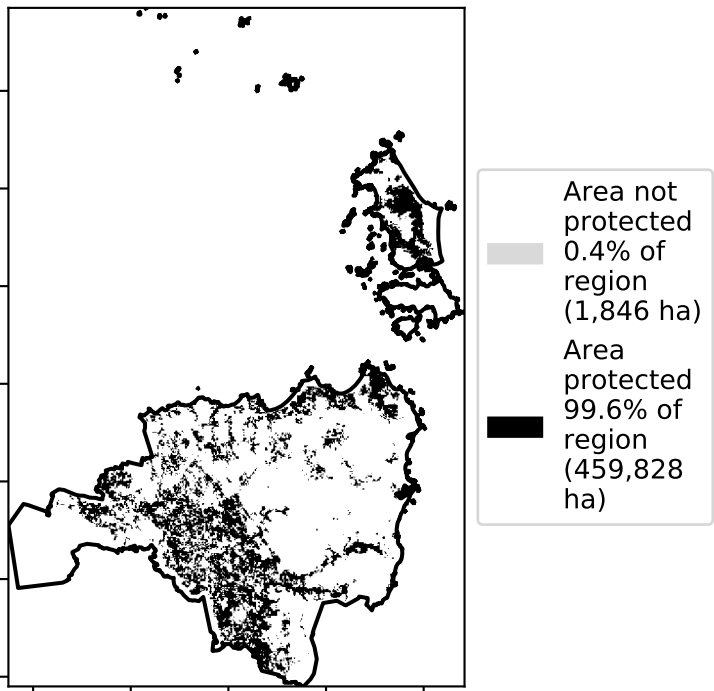 Area not
protected
0.4% of
region
(1,846 ha)
Area
protected
99.6% of
region
(459,828
ha)